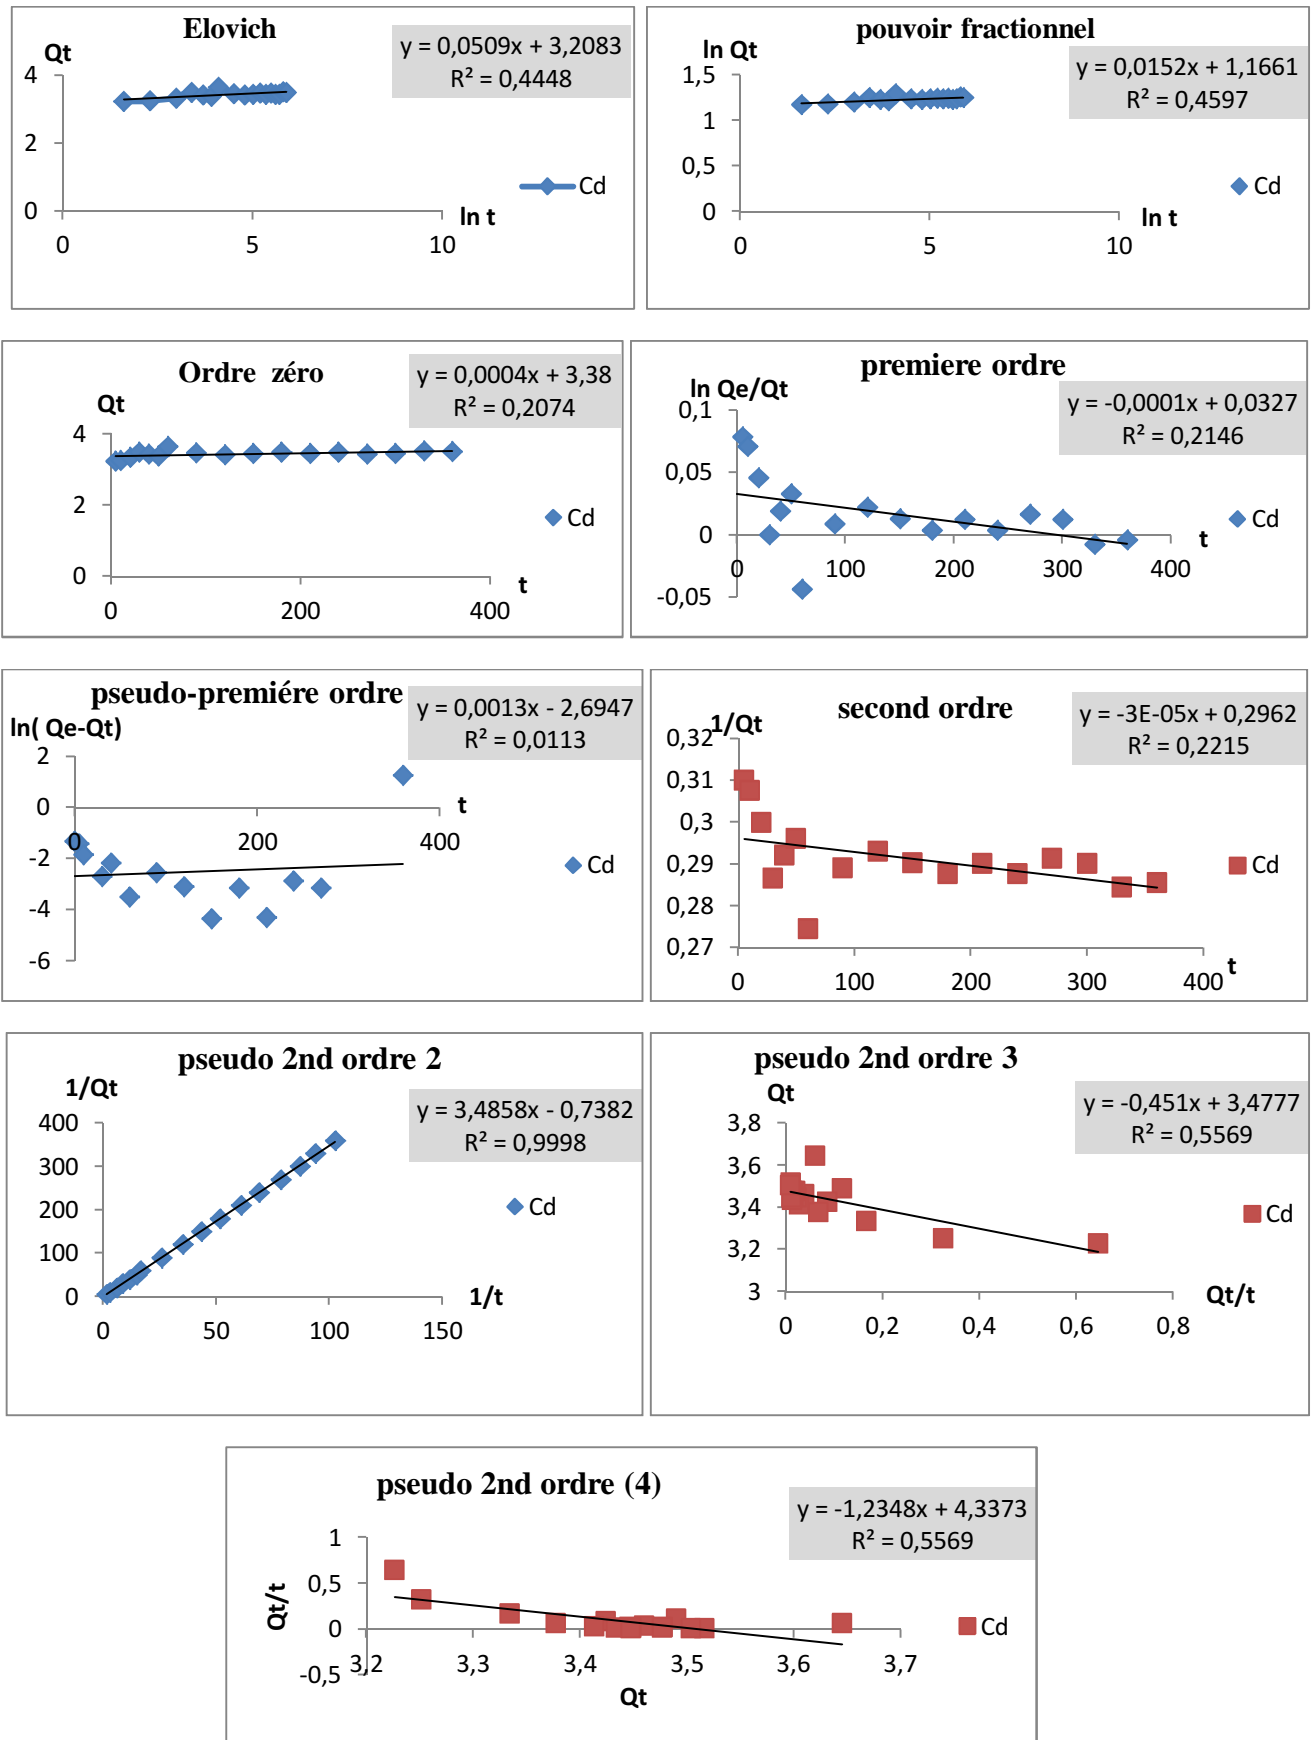 Elovich
Qt
y = 0,0509x + 3,2083
R² = 0,4448
4
2
0
0
5
10
ln t
Cd
pouvoir fractionnel
ln Qt
y = 0,0152x + 1,1661
R² = 0,4597
1,5
1
0,5
0
0
5
10
ln t
Cd
Ordre zéro
Qt
y = 0,0004x + 3,38
R² = 0,2074
4
2
0
0
200
400
t
Cd
premiere ordre
ln Qe/Qt
y = -0,0001x + 0,0327
R² = 0,2146
0,1
0,05
0
-0,05
0
100
200
300
400
t
Cd
pseudo-premiére ordre
ln( Qe-Qt)
y = 0,0013x - 2,6947
R² = 0,0113
2
0
-2
-4
-6
0
200
400
t
Cd
second ordre
1/Qt
y = -3E-05x + 0,2962
R² = 0,2215
0,32
0,31
0,3
0,29
0,28
0,27
0
100
200
300
400
t
Cd
pseudo 2nd ordre 2
1/Qt
y = 3,4858x - 0,7382
R² = 0,9998
400
300
200
100
0
0
50
100
150
1/t
Cd
pseudo 2nd ordre 3
Qt
y = -0,451x + 3,4777
R² = 0,5569
3,8
3,6
3,4
3,2
3
0
0,2
0,4
0,6
0,8
Qt/t
Cd
pseudo 2nd ordre (4)
y = -1,2348x + 4,3373
R² = 0,5569
Qt/t
1
0,5
0
-0,5
3,2
3,3
3,4
3,5
3,6
3,7
Qt
Cd